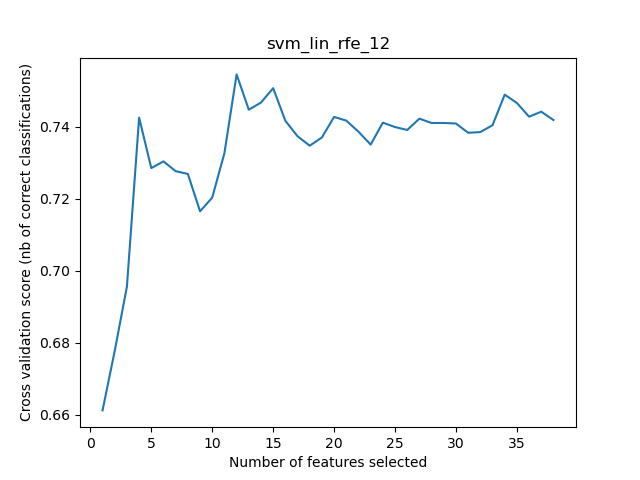 svm_lin_rfe_12
Cross validation score (nb of correct classifications)
0.74
0.72
0.70
0.68
0.66
0 5 10 15 20 25 30 35
Number of features selected